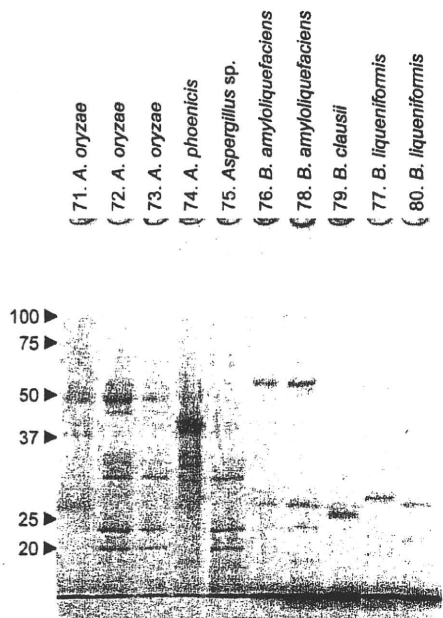 71. A. oryzae
72. A. oryzae
73. A. oryzae
74. A. phoenicis
75. Aspergillus sp.
76. B. amyloliquefaciens
78. B. amyloliquefaciens
79. B. clausii
77. B. liqueniformis
80. B. liqueniformis
100
75
50
37
25
20